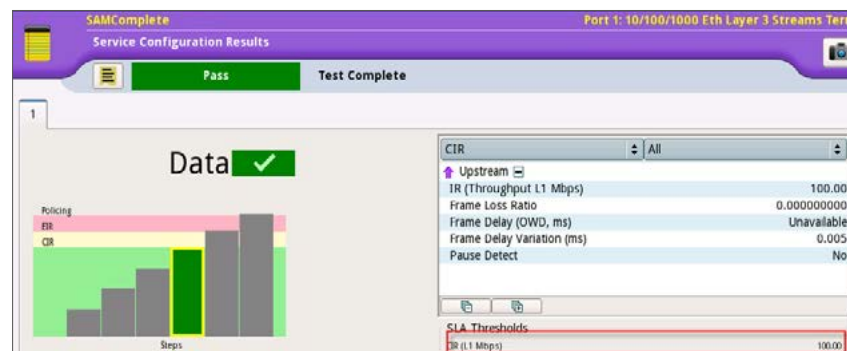 SAMComplete
Port 1: 10/100/1000 Eth Layer 3 Streams Ter
Service Configuration Results
Pass
Test Complete
1
Data
Policing
EIR
CIR
Steps
CIR
All
Upstream
IR (Throughput L1 Mbps) 100.00
Frame Loss Ratio 0.000000000
Frame Delay (OWD, ms) Unavailable
Frame Delay Variation (ms) 0.005
Pause Detect No
SLA Thresholds
CIR (L1 Mbps) 100.00